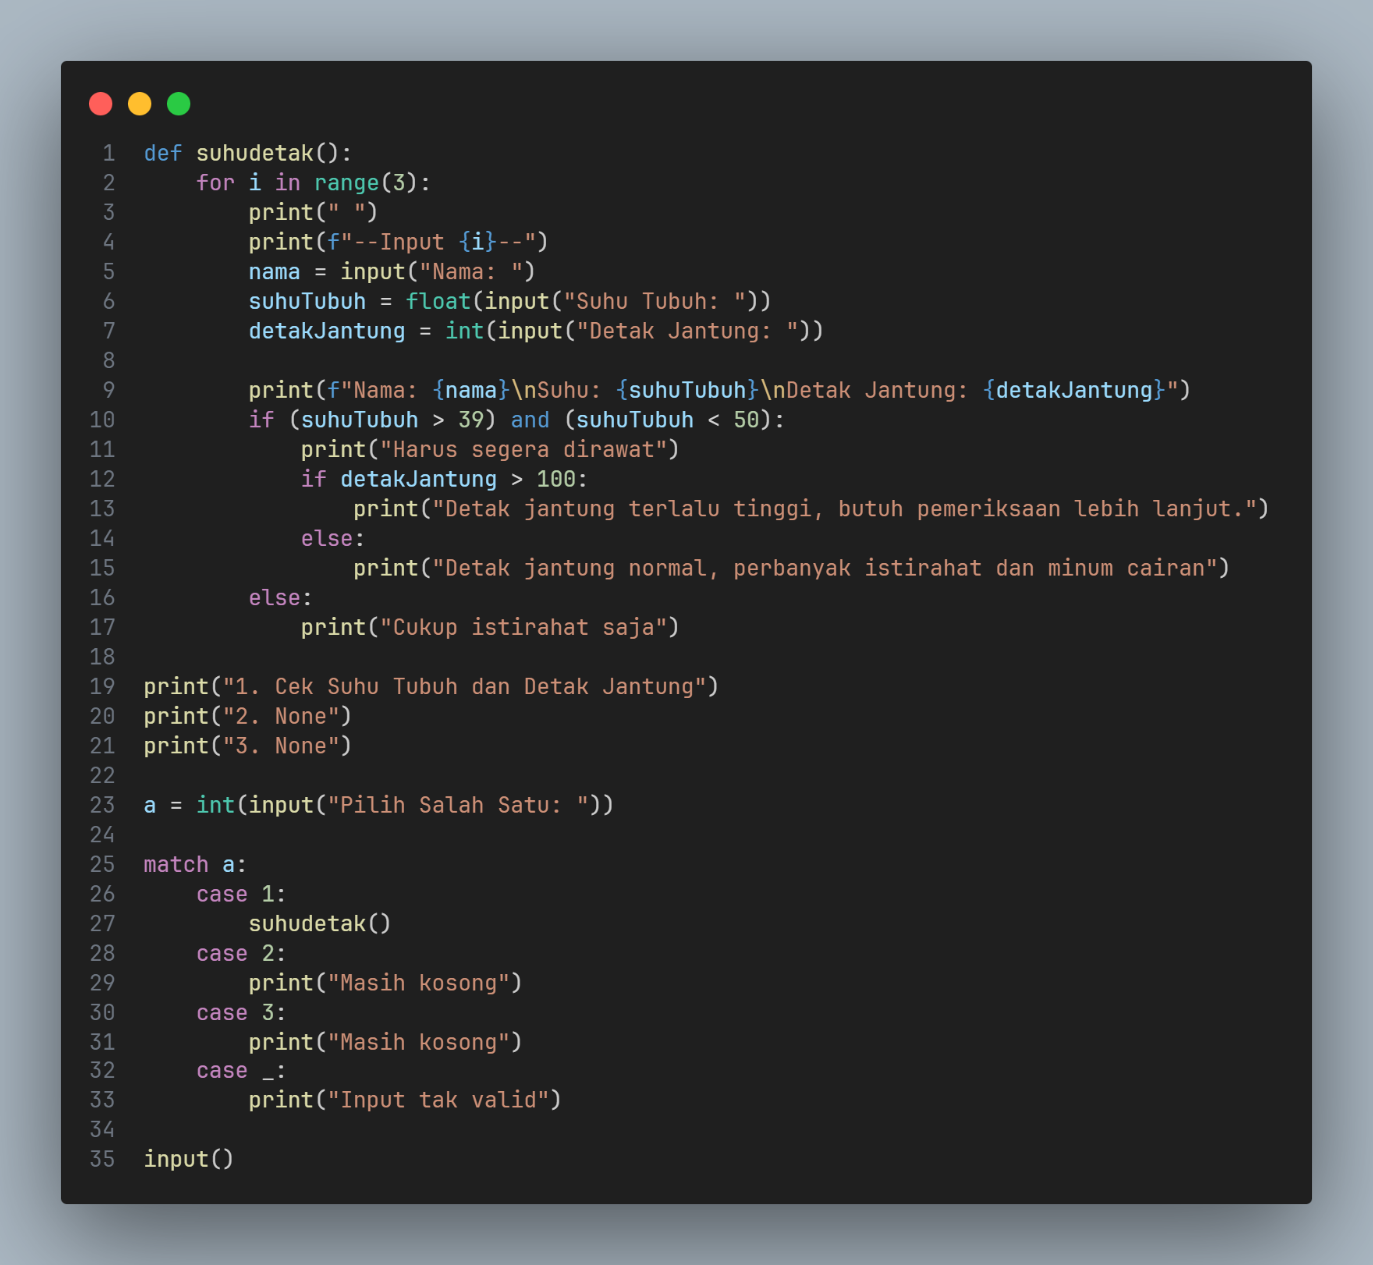 1 def suhudetak():
2     for i in range(3):
3         print(" ")
4         print(f"--Input {i}--")
5         nama = input("Nama: ")
6         suhuTubuh = float(input("Suhu Tubuh: "))
7         detakJantung = int(input("Detak Jantung: "))
8
9         print(f"Nama: {nama}\nSuhu: {suhuTubuh}\nDetak Jantung: {detakJantung}")
10         if (suhuTubuh > 39) and (suhuTubuh < 50):
11             print("Harus segera dirawat")
12             if detakJantung > 100:
13                 print("Detak jantung terlalu tinggi, butuh pemeriksaan lebih lanjut.")
14             else:
15                 print("Detak jantung normal, perbanyak istirahat dan minum cairan")
16         else:
17             print("Cukup istirahat saja")
18
19 print("1. Cek Suhu Tubuh dan Detak Jantung")
20 print("2. None")
21 print("3. None")
22
23 a = int(input("Pilih Salah Satu: "))
24
25 match a:
26     case 1:
27         suhudetak()
28     case 2:
29         print("Masih kosong")
30     case 3:
31         print("Masih kosong")
32     case _:
33         print("Input tak valid")
34
35 input()